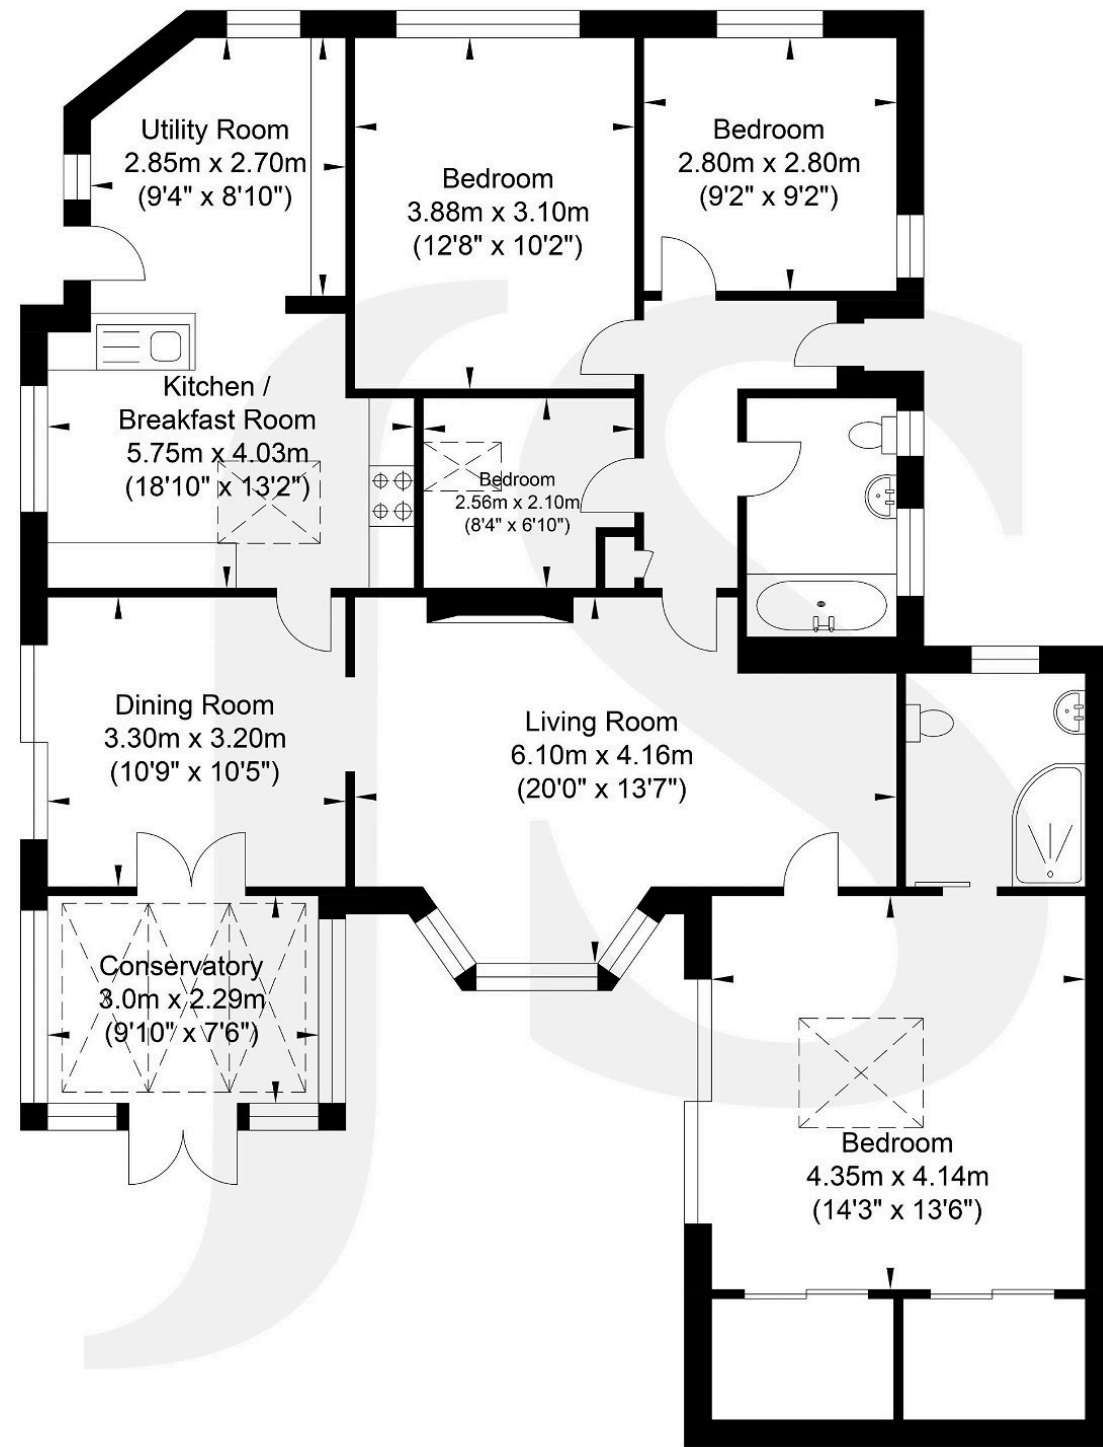 Utility Room
2.85m x 2.70m
(9'4" x 8'10")
Bedroom
3.88m x 3.10m
(12'8" x 10'2")
Bedroom
2.80m x 2.80m
(9'2" x 9'2")
Kitchen /
Breakfast Room
5.75m x 4.03m
(18'10" x 13'2")
Bedroom
2.56m x 2.10m
(8'4" x 6'10")
Dining Room
3.30m x 3.20m
(10'9" x 10'5")
Living Room
6.10m x 4.16m
(20'0" x 13'7")
Conservatory
3.0m x 2.29m
(9'10" x 7'6")
Bedroom
4.35m x 4.14m
(14'3" x 13'6")
JS